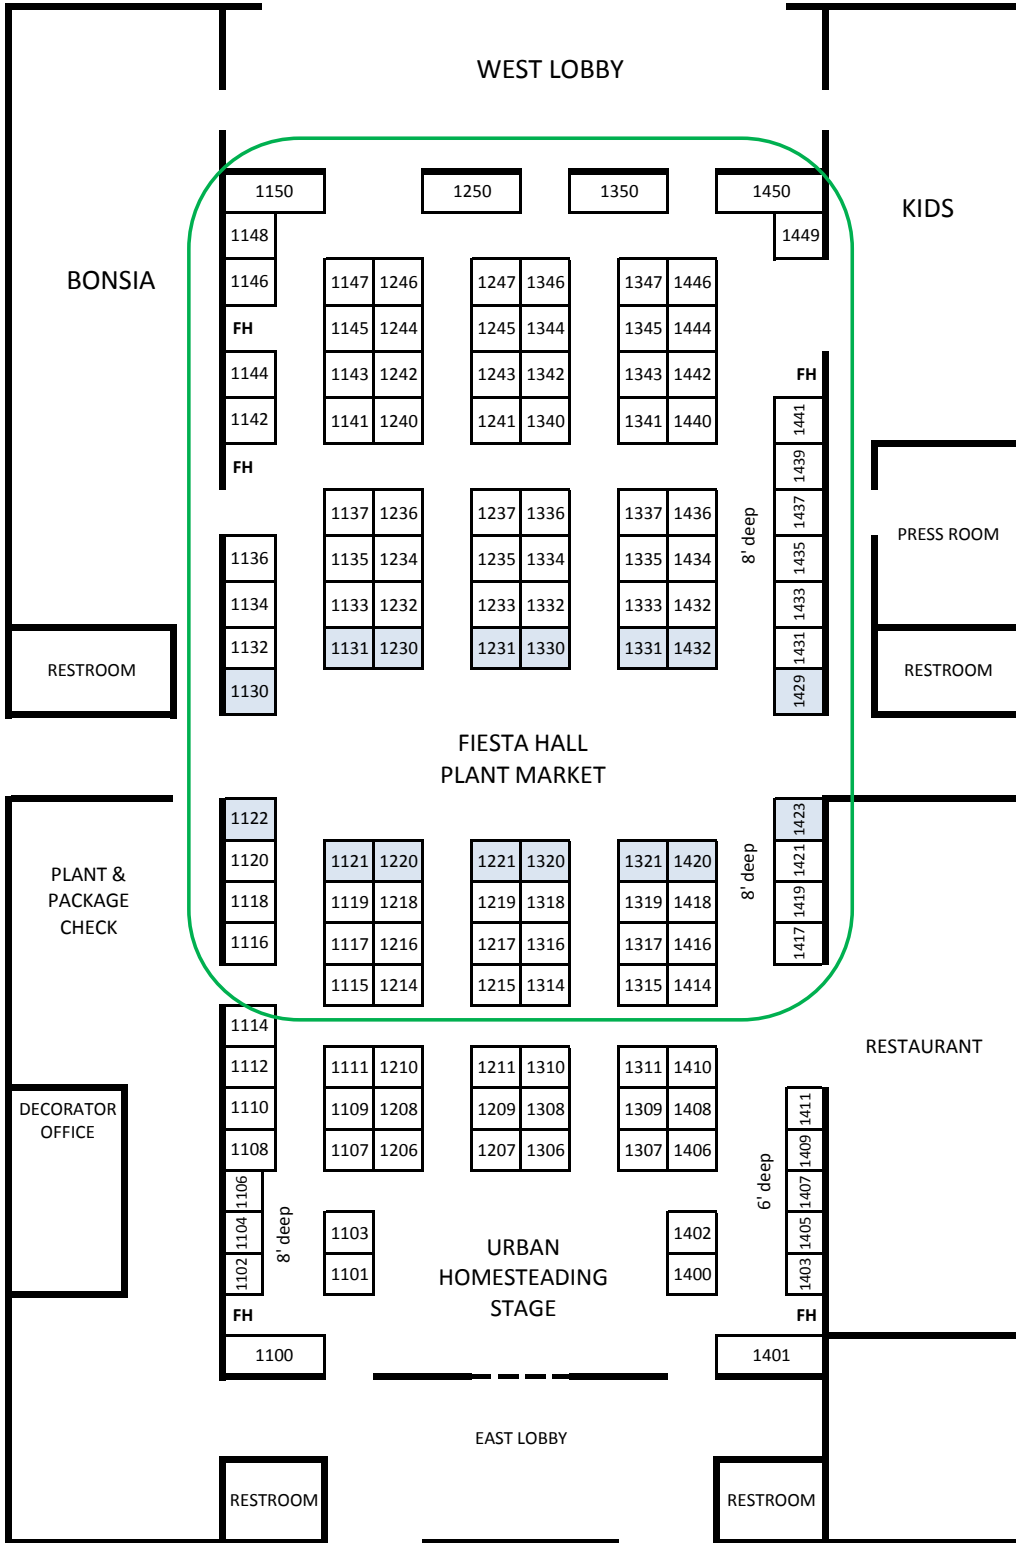 WEST LOBBY
1150 1250 1350 1450
KIDS
1148 1449
BONSIA
1146 1147 1246 1247 1346 1347 1446
FH 1145 1244 1245 1344 1345 1444
1144 1143 1242 1243 1342 1343 1442 FH
1142 1141 1240 1241 1340 1341 1440 1441
FH 1439
1137 1236 1237 1336 1337 1436 8' deep 1437
PRESS ROOM
1136 1135 1234 1235 1334 1335 1434 1435
1134 1133 1232 1233 1332 1333 1432 1433
1132 1131 1230 1231 1330 1331 1432 1431
RESTROOM RESTROOM
1130 1429
FIESTA HALL
PLANT MARKET
1122 1423
1120 1121 1220 1221 1320 1321 1420 8' deep 1421
PLANT &
PACKAGE
CHECK
1118 1119 1218 1219 1318 1319 1418 1419
1116 1117 1216 1217 1316 1317 1416 1417
1115 1214 1215 1314 1315 1414
1114
RESTAURANT
1112 1111 1210 1211 1310 1311 1410
DECORATOR
OFFICE
1110 1109 1208 1209 1308 1309 1408 1411
1108 1107 1206 1207 1306 1307 1406 1409
1106 8' deep 6' deep 1407
1104 1103 1402 1405
1102 1101 1400 1403
URBAN
HOMESTEADING
STAGE
FH FH
1100 1401
EAST LOBBY
RESTROOM RESTROOM